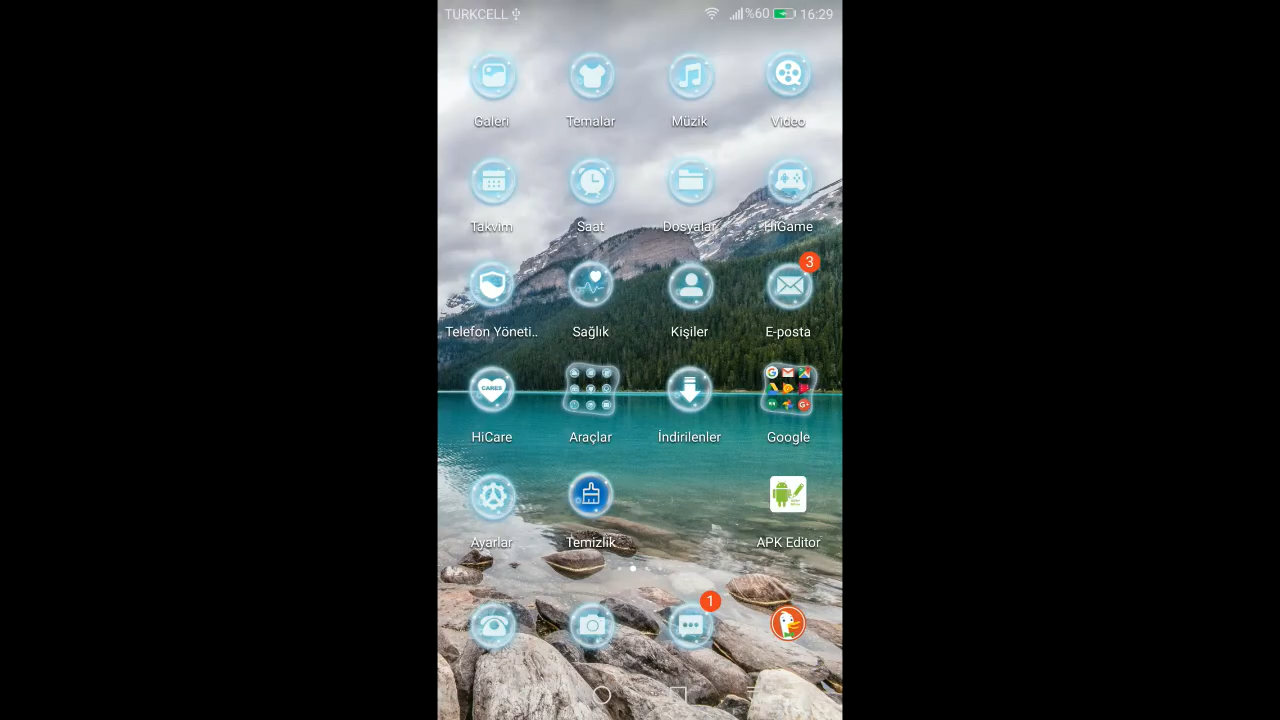 TURKCELL %60 16:29
Galeri Temalar Müzik Video
Takvim Saat Dosyalar HiGame
3
Telefon Yöneti.. Sağlık Kişiler E-posta
CARES
HiCare Araçlar İndirilenler Google
Ayarlar Temizlik APK Editor
1